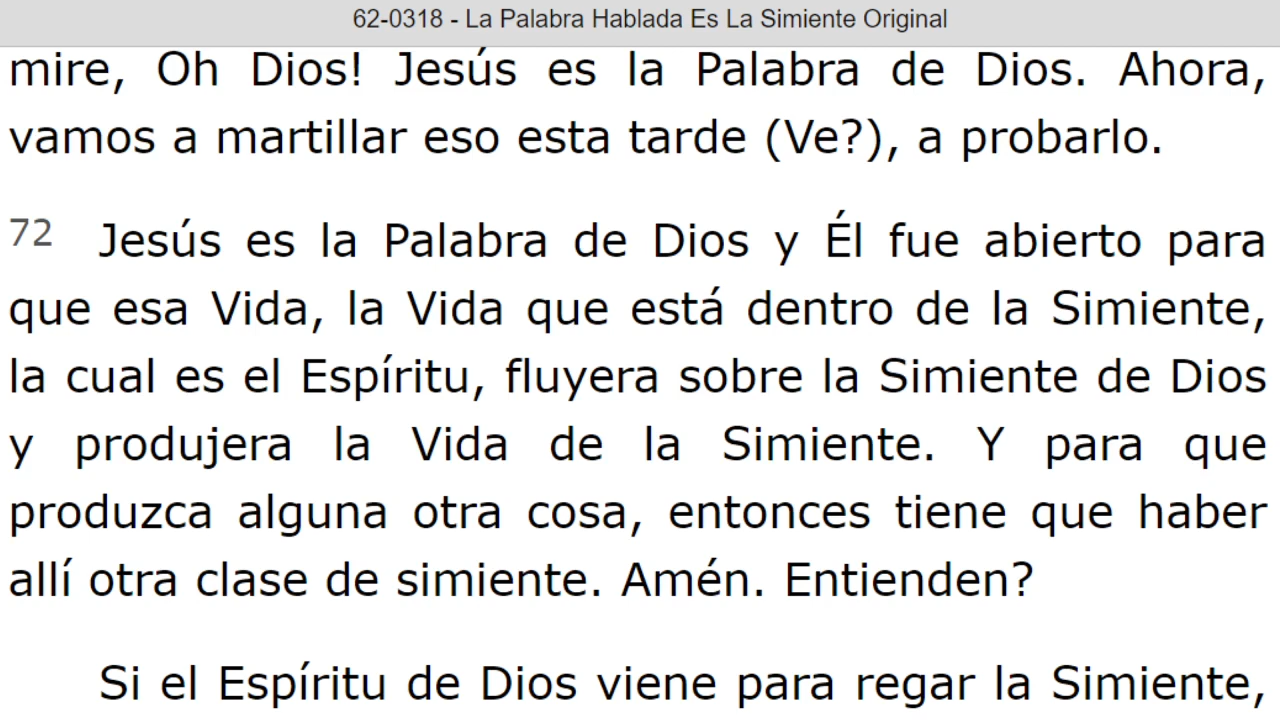 62-0318 - La Palabra Hablada Es La Simiente Original
mire, Oh Dios! Jesús es la Palabra de Dios. Ahora,
vamos a martillar eso esta tarde (Ve?), a probarlo.
72 Jesús es la Palabra de Dios y Él fue abierto para
que esa Vida, la Vida que está dentro de la Simiente,
la cual es el Espíritu, fluyera sobre la Simiente de Dios
y produjera la Vida de la Simiente. Y para que
produzca alguna otra cosa, entonces tiene que haber
allí otra clase de simiente. Amén. Entienden?
Si el Espíritu de Dios viene para regar la Simiente,